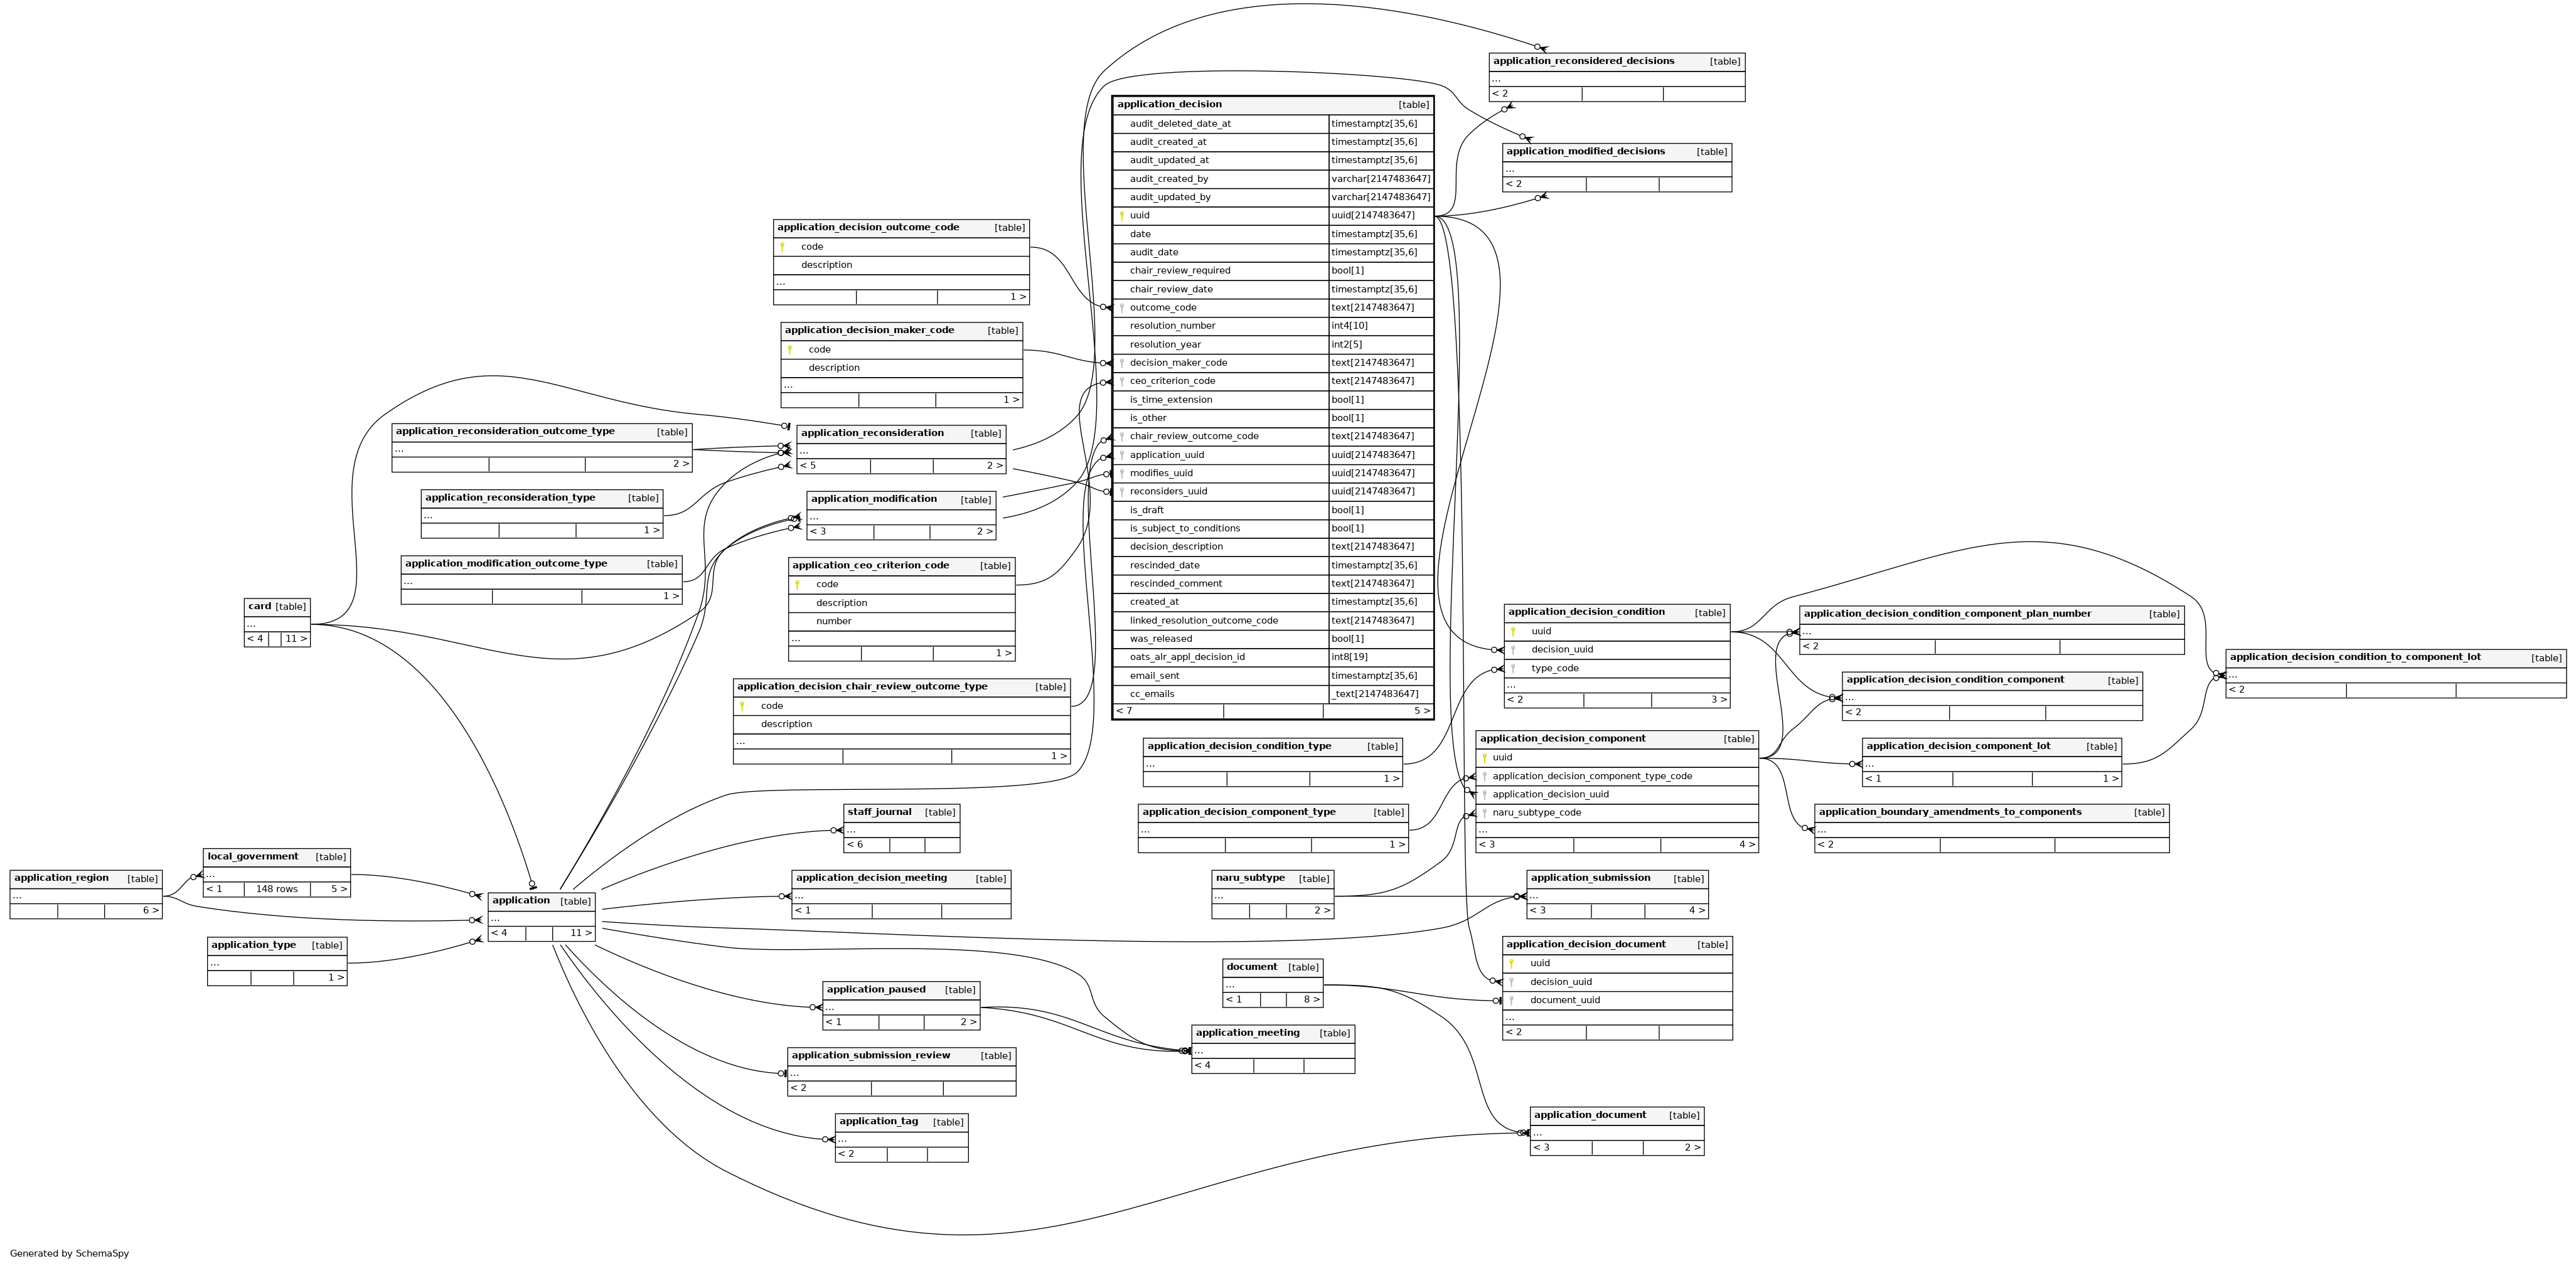 application_reconsidered_decisions [table]
...
< 2
application_modified_decisions [table]
...
< 2
application_decision [table]
audit_deleted_date_at timestamptz[35,6]
audit_created_at timestamptz[35,6]
audit_updated_at timestamptz[35,6]
audit_created_by varchar[2147483647]
audit_updated_by varchar[2147483647]
uuid uuid[2147483647]
date timestamptz[35,6]
audit_date timestamptz[35,6]
chair_review_required bool[1]
chair_review_date timestamptz[35,6]
outcome_code text[2147483647]
resolution_number int4[10]
resolution_year int2[5]
decision_maker_code text[2147483647]
ceo_criterion_code text[2147483647]
is_time_extension bool[1]
is_other bool[1]
chair_review_outcome_code text[2147483647]
application_uuid uuid[2147483647]
modifies_uuid uuid[2147483647]
reconsiders_uuid uuid[2147483647]
is_draft bool[1]
is_subject_to_conditions bool[1]
decision_description text[2147483647]
rescinded_date timestamptz[35,6]
rescinded_comment text[2147483647]
created_at timestamptz[35,6]
linked_resolution_outcome_code text[2147483647]
was_released bool[1]
oats_alr_appl_decision_id int8[19]
email_sent timestamptz[35,6]
cc_emails _text[2147483647]
< 7 5 >
application_decision_outcome_code [table]
code
description
...
1 >
application_decision_maker_code [table]
code
description
...
1 >
application_reconsideration_outcome_type [table]
...
2 >
application_reconsideration [table]
...
< 5 2 >
application_reconsideration_type [table]
...
1 >
application_modification [table]
...
< 3 2 >
application_modification_outcome_type [table]
...
1 >
application_ceo_criterion_code [table]
code
description
number
...
1 >
card [table]
...
< 4 11 >
application_decision_chair_review_outcome_type [table]
code
description
...
1 >
application_decision_condition [table]
uuid
decision_uuid
type_code
...
< 2 3 >
application_decision_condition_component_plan_number [table]
...
< 2
application_decision_condition_to_component_lot [table]
...
< 2
application_decision_condition_component [table]
...
< 2
application_decision_condition_type [table]
...
1 >
application_decision_component [table]
uuid
application_decision_component_type_code
application_decision_uuid
naru_subtype_code
...
< 3 4 >
application_decision_component_lot [table]
...
< 1 1 >
application_decision_component_type [table]
...
1 >
application_boundary_amendments_to_components [table]
...
< 2
staff_journal [table]
...
< 6
local_government [table]
...
< 1 148 rows 5 >
application_region [table]
...
6 >
application [table]
...
< 4 11 >
application_type [table]
...
1 >
application_decision_meeting [table]
...
< 1
naru_subtype [table]
...
2 >
application_submission [table]
...
< 3 4 >
application_decision_document [table]
uuid
decision_uuid
document_uuid
...
< 2
document [table]
...
< 1 8 >
application_paused [table]
...
< 1 2 >
application_meeting [table]
...
< 4
application_submission_review [table]
...
< 2
application_tag [table]
...
< 2
application_document [table]
...
< 3 2 >
Generated by SchemaSpy